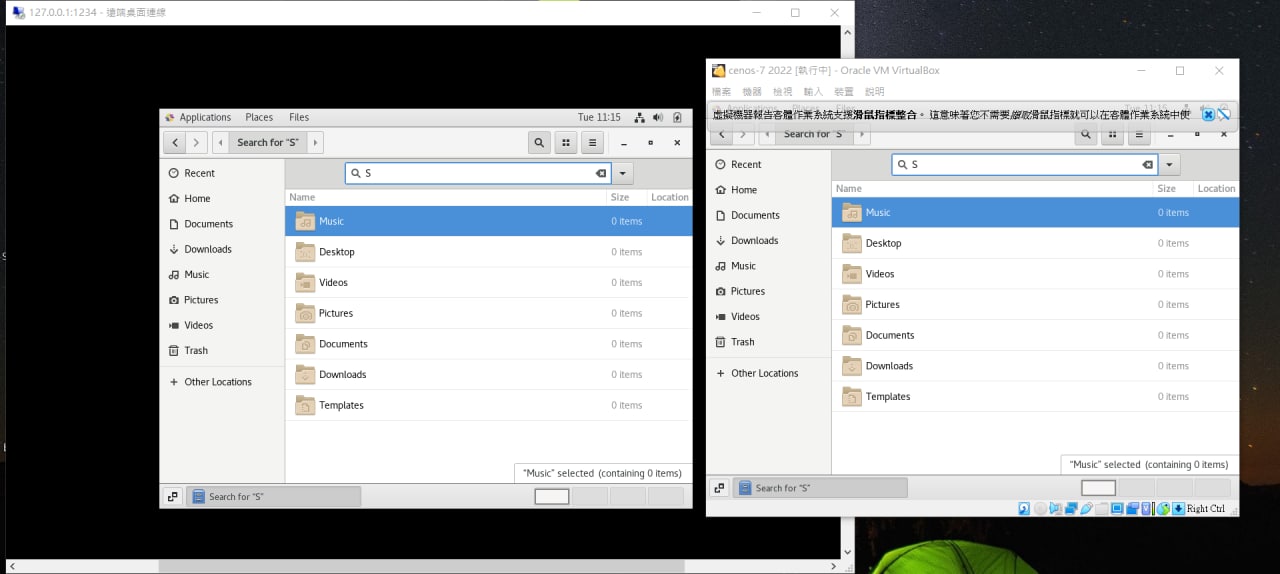 127.0.0.1:1234 - 遠端桌面連線
Applications Places Files Tue 11:15
Search for "S"
S
Recent
Home
Documents
Downloads
Music
Pictures
Videos
Trash
Other Locations
Name Size Location
Music 0 items
Desktop 0 items
Videos 0 items
Pictures 0 items
Documents 0 items
Downloads 0 items
Templates 0 items
"Music" selected (containing 0 items)
Search for "S"
cenos-7 2022 [執行中] - Oracle VM VirtualBox
檔案 機器 檢視 輸入 裝置 說明
虛擬機器報告客體作業系統支援滑鼠指標整合。這意味著您不需要擷取滑鼠指標就可以在客體作業系統中使
Search for "S"
S
Recent
Home
Documents
Downloads
Music
Pictures
Videos
Trash
Other Locations
Name Size Location
Music 0 items
Desktop 0 items
Videos 0 items
Pictures 0 items
Documents 0 items
Downloads 0 items
Templates 0 items
"Music" selected (containing 0 items)
Search for "S"
Right Ctrl